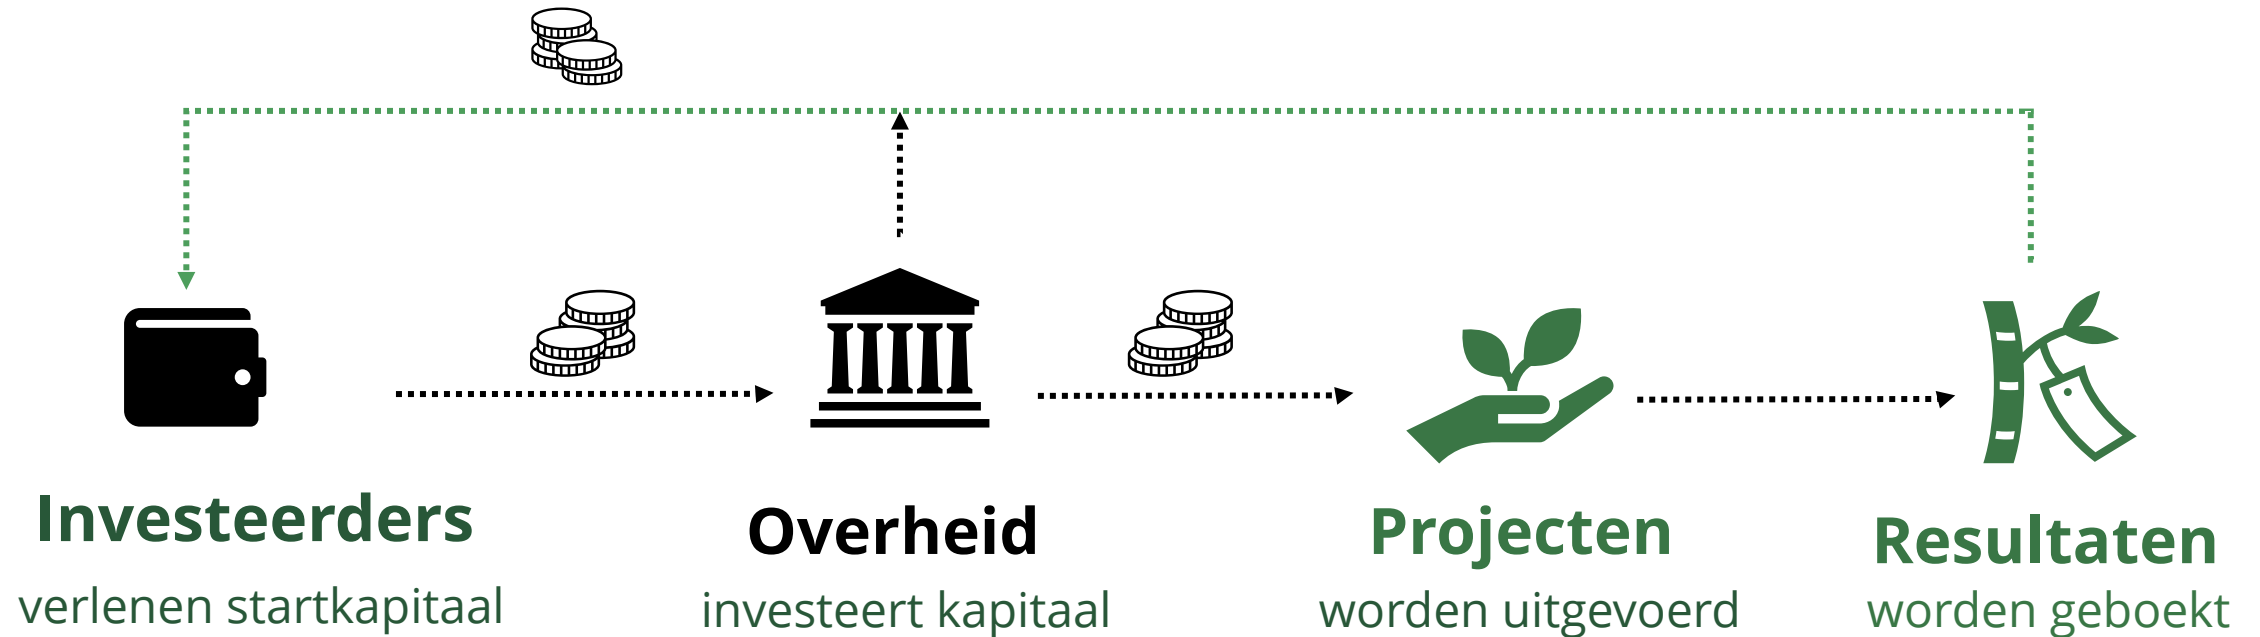 Investeerders
verlenen startkapitaal
Overheid
investeert kapitaal
Projecten
worden uitgevoerd
Resultaten
worden geboekt